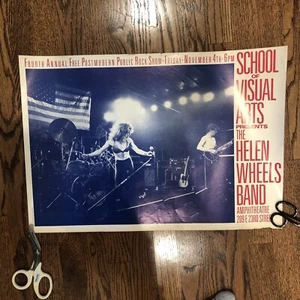 FOURTH ANNUAL FREE POSTMODERN PUBLIC ROCK SHOW-FRIDAY-NOVEMBER 4TH-6PM
SCHOOL
OF
VISUAL
ARTS
PRESENTS
THE
HELEN
WHEELS
BAND
AMPHITHEATRE
209 E 23RD STREET